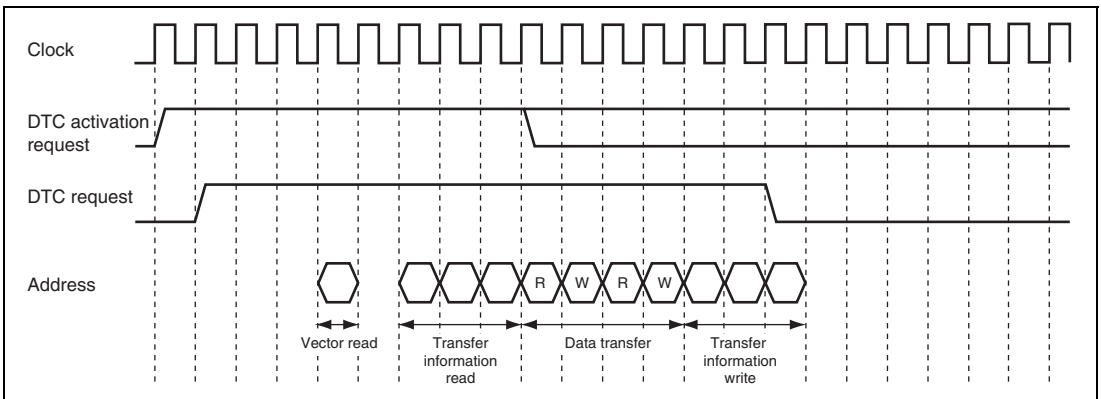 Clock
DTC activation
request
DTC request
Address
R W R W
Vector read
Transfer
information
read
Data transfer
Transfer
information
write